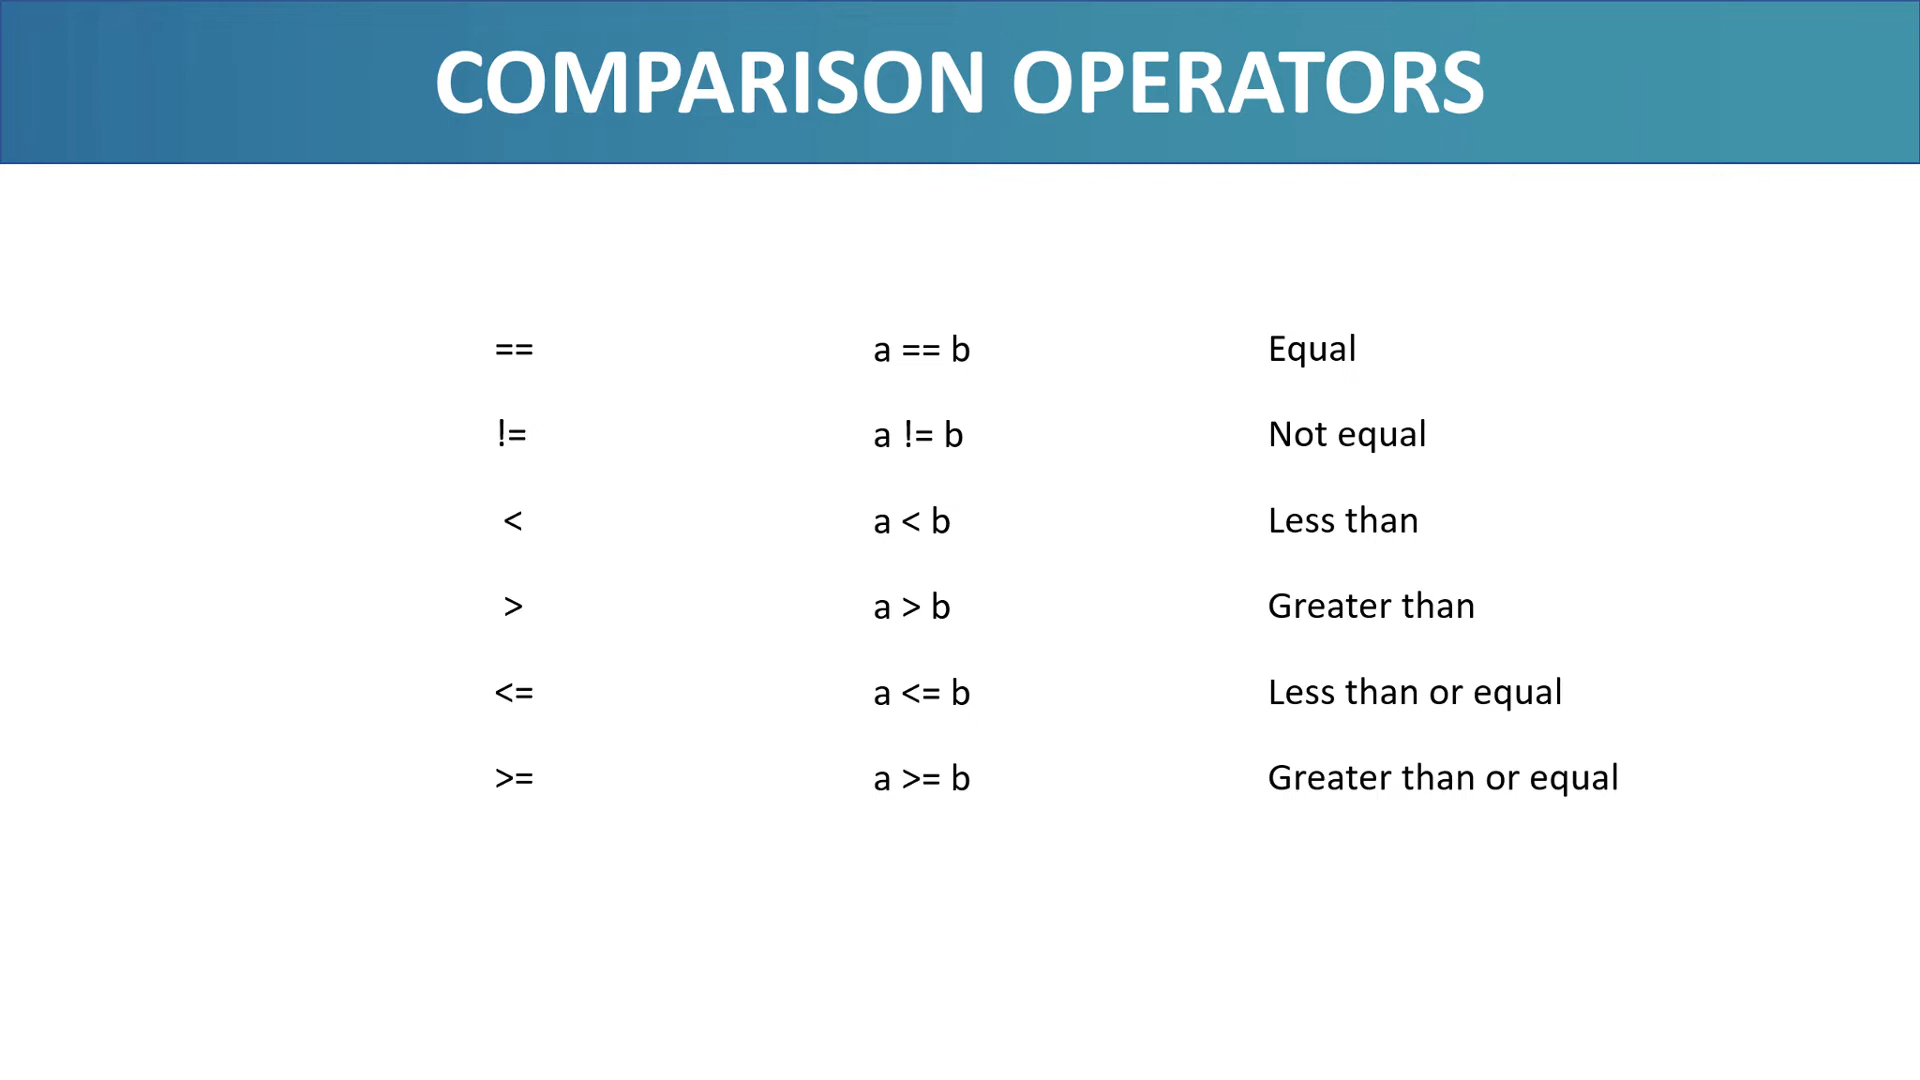 COMPARISON OPERATORS
== a == b Equal
!= a != b Not equal
< a < b Less than
> a > b Greater than
<= a <= b Less than or equal
>= a >= b Greater than or equal